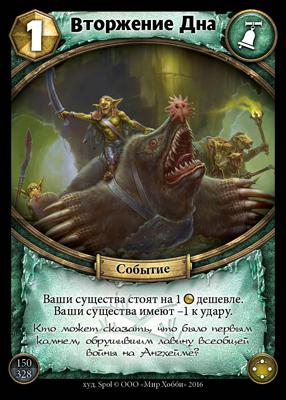 1
Вторжение Дна
Событие
Ваши существа стоят на 1 дешевле.
Ваши существа имеют –1 к удару.
Кто может сказать, что было первым
камнем, обрушившим лавину всеобщей
войны на Анхейме?
150
328
худ. Spol © ООО «Мир Хобби» 2016